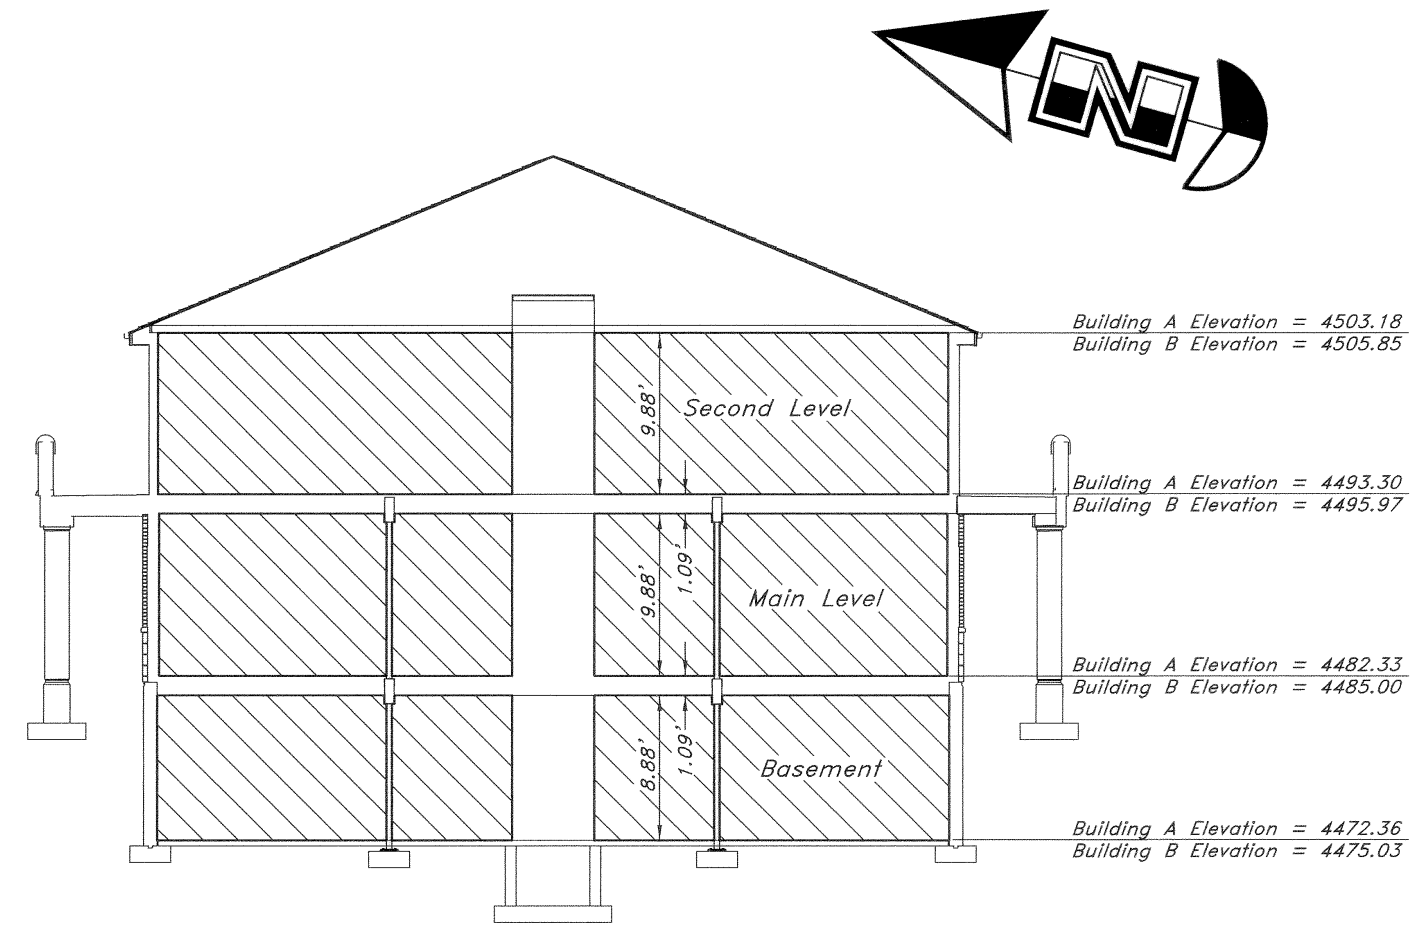 N
Building A Elevation = 4503.18
Building B Elevation = 4505.85
9.88'
Second Level
Building A Elevation = 4493.30
Building B Elevation = 4495.97
9.88'
1.09'
Main Level
Building A Elevation = 4482.33
Building B Elevation = 4485.00
8.88'
1.09'
Basement
Building A Elevation = 4472.36
Building B Elevation = 4475.03